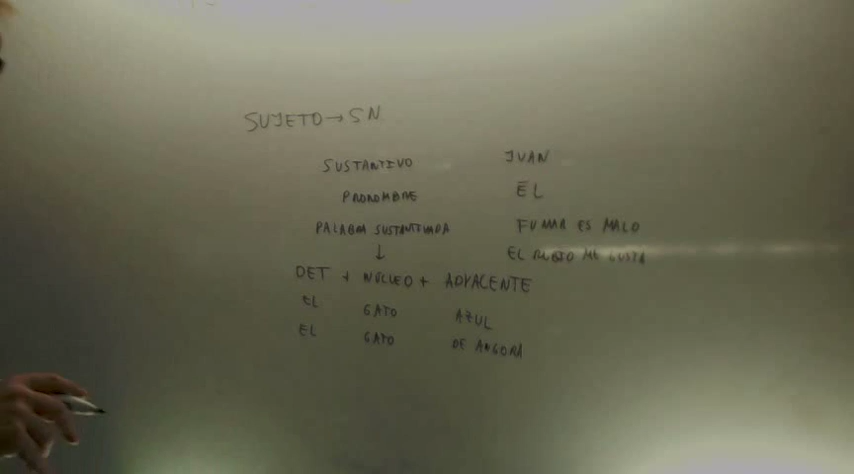 SUJETO → SN
SUSTANTIVO JUAN
PRONOMBRE ÉL
PALABRA SUSTANTIVADA FUMAR ES MALO
↓ EL RUBIO ME GUSTA
DET + NÚCLEO + ADYACENTE
EL GATO AZUL
EL GATO DE ANGORA